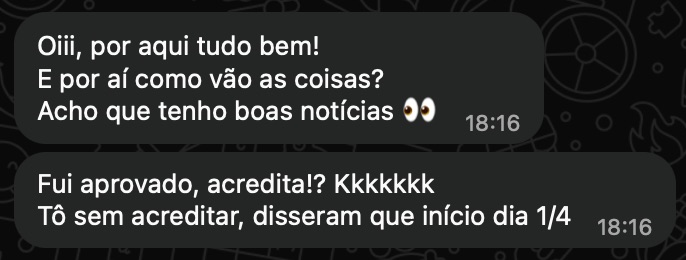 Oiii, por aqui tudo bem!
E por aí como vão as coisas?
Acho que tenho boas notícias 👀
18:16
Fui aprovado, acredita!? Kkkkkkk
Tô sem acreditar, disseram que início dia 1/4
18:16